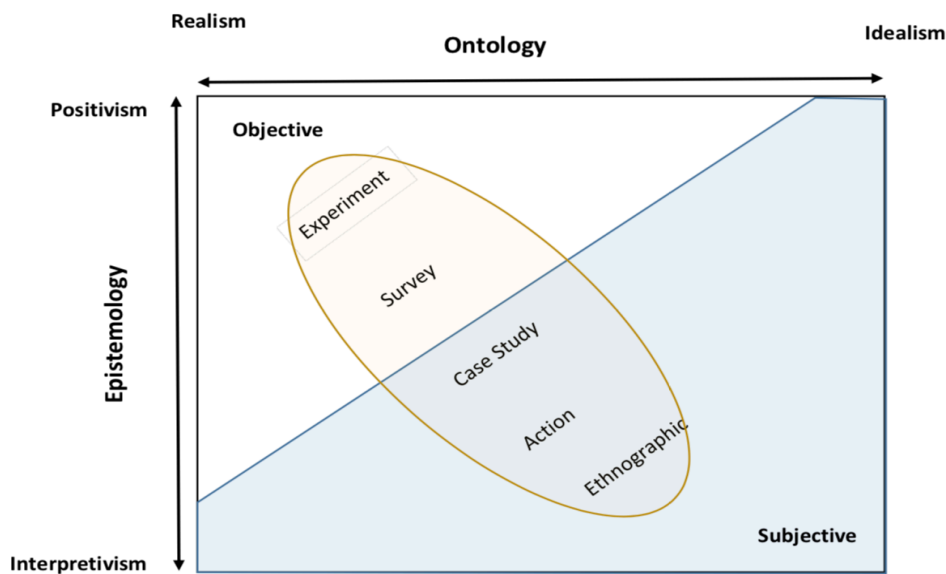 Realism
Ontology
Idealism
Positivism
Objective
Experiment
Survey
Epistemology
Case Study
Action
Ethnographic
Subjective
Interpretivism